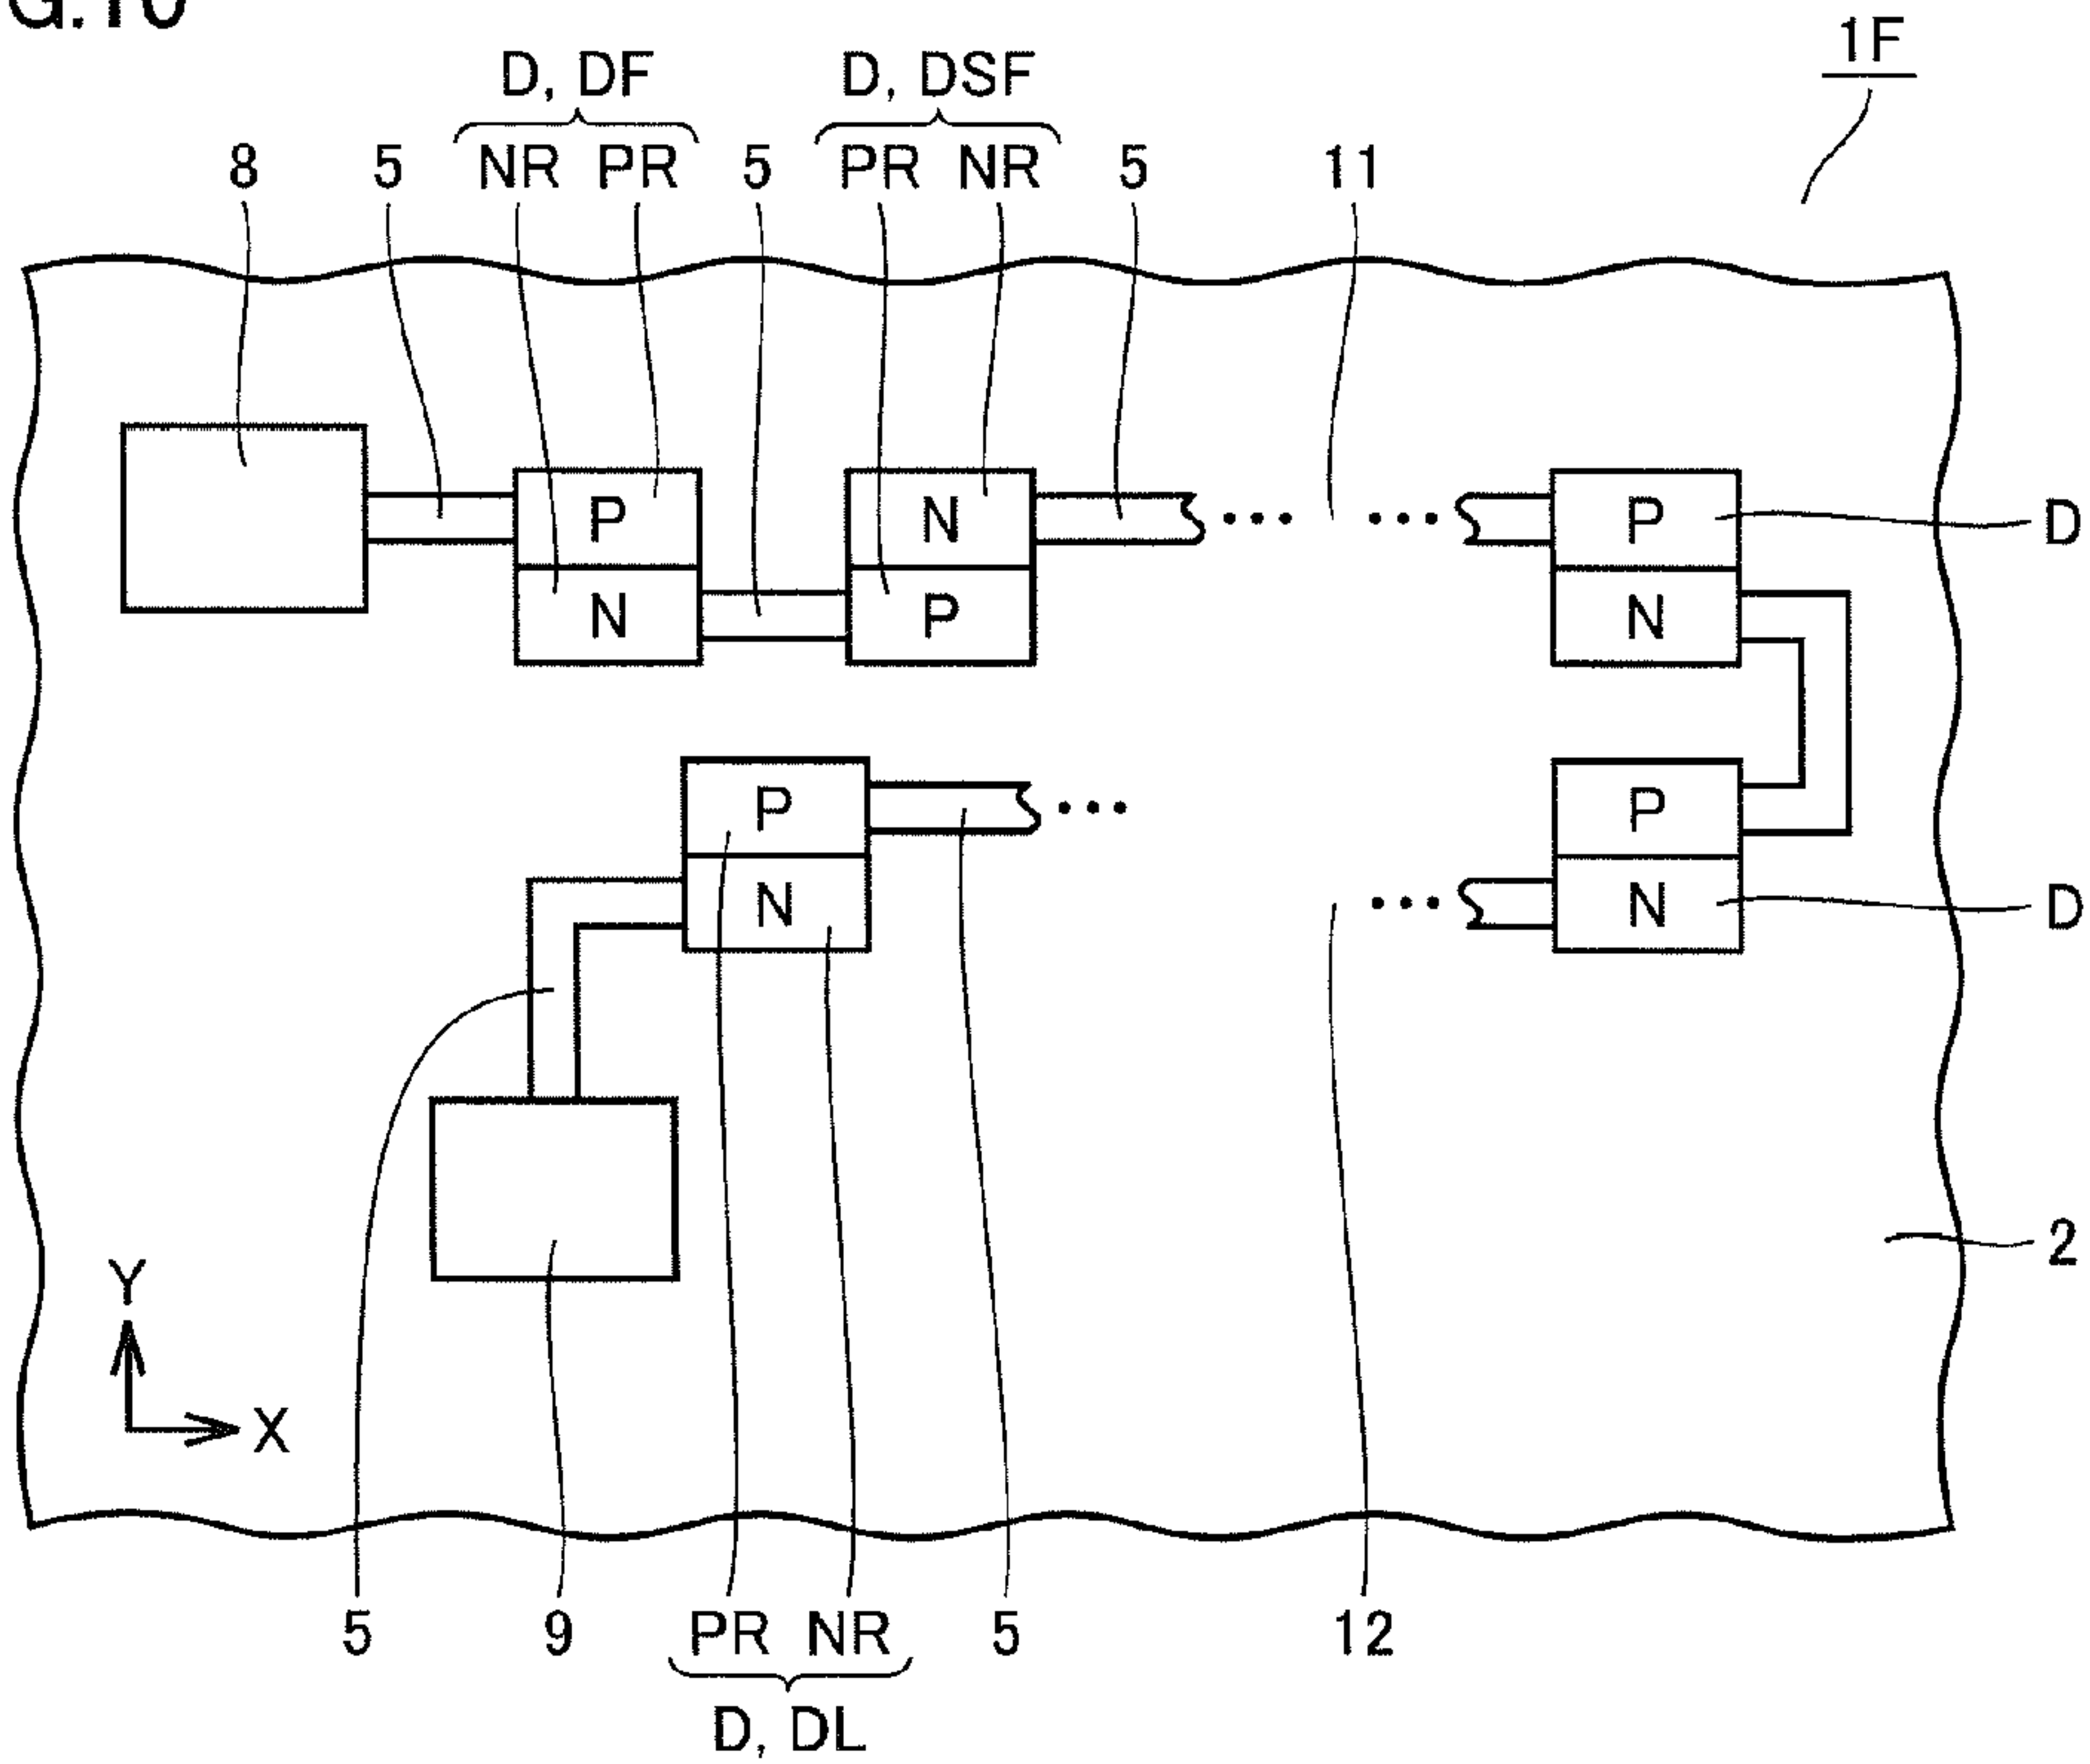 G.10
1F
D, DF D, DSF
8 5 NR PR 5 PR NR 5 11
P N P D
N P N
P P
N N D
2
Y
X
5 9 PR NR 5 12
D, DL